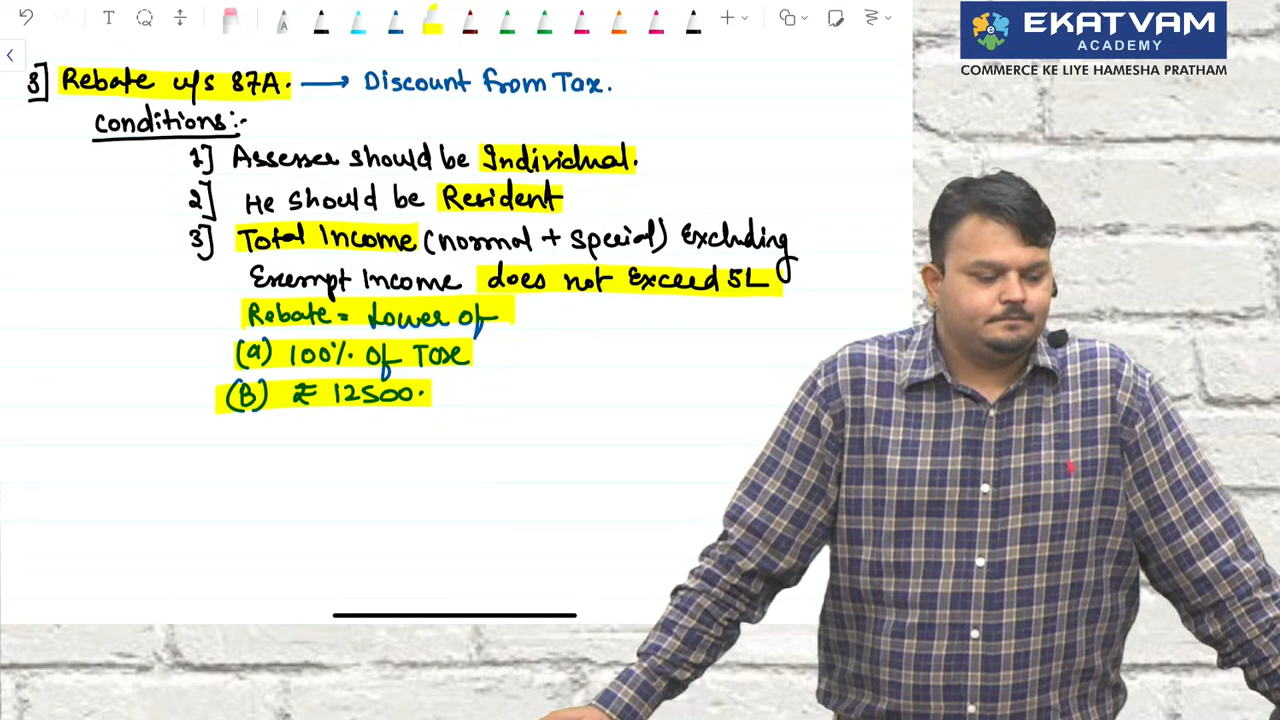 T
A
EKATVAM
ACADEMY
COMMERCE KE LIYE HAMESHA PRATHAM
8] Rebate u/s 87A. → Discount from Tax.
Conditions:-
1] Assessee should be Individual.
2] He should be Resident
3] Total Income (normal + Special) Excluding
Exempt Income does not Exceed 5L
Rebate = Lower of
(a) 100% of Tax
(B) ₹ 12500.